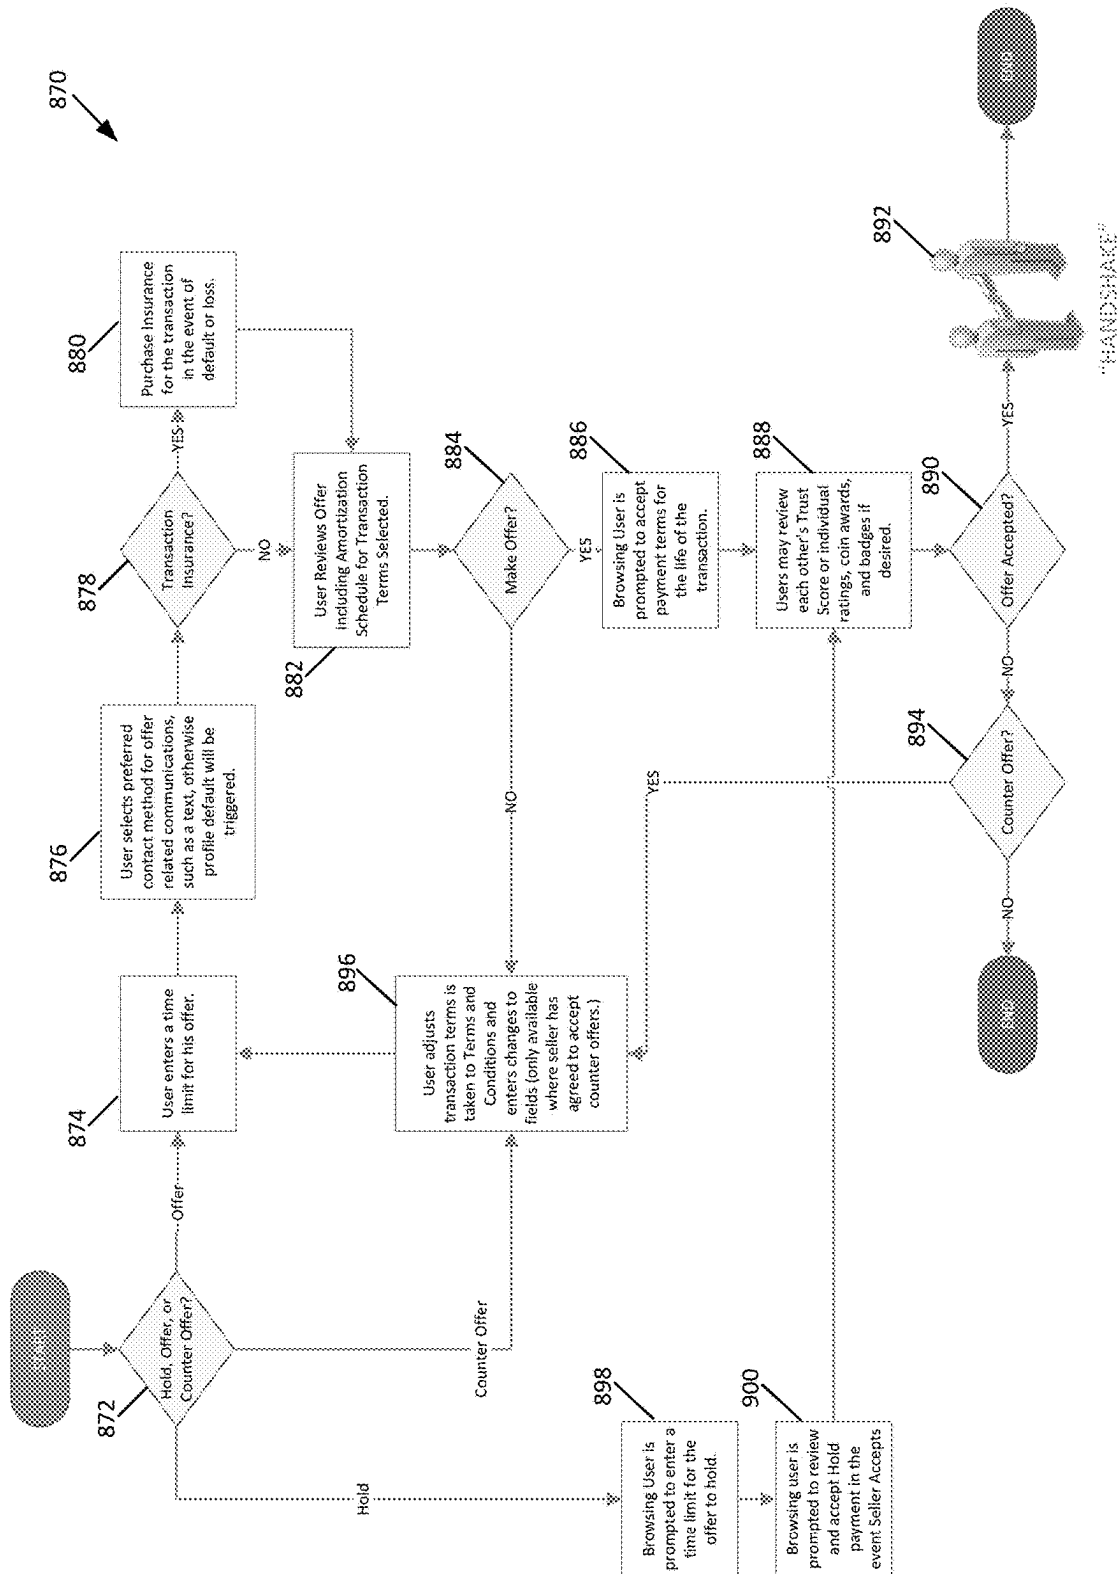 870
872
Hold, Offer, or
Counter Offer?
Offer
874
User enters a time
limit for his offer.
876
User selects preferred
contact method for offer
related communications,
such as a text, otherwise
profile default will be
triggered.
878
Transaction
Insurance?
YES
880
Purchase Insurance
for the transaction
in the event of
default or loss.
NO
882
User Reviews Offer
including Amortization
Schedule for Transaction
Terms Selected.
Hold
Counter Offer
896
User adjusts
transaction terms is
taken to Terms and
Conditions and
enters changes to
fields (only available
where seller has
agreed to accept
counter offers.)
NO
884
Make Offer?
YES
898
Browsing User is
prompted to enter a
time limit for the
offer to hold.
YES
886
Browsing User is
prompted to accept
payment terms for
the life of the
transaction.
900
Browsing user is
prompted to review
and accept Hold
payment in the
event Seller Accepts
888
Users may review
each other's Trust
Score or individual
ratings, coin awards,
and badges if
desired.
END
NO
894
Counter Offer?
NO
890
Offer Accepted?
YES
892
END
"HANDSHAKE"